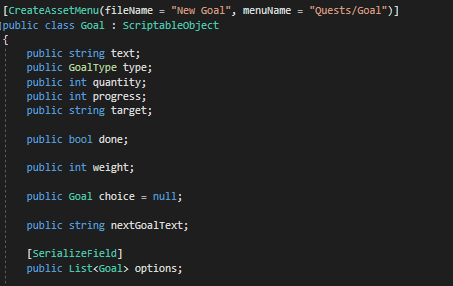 [CreateAssetMenu(fileName = "New Goal", menuName = "Quests/Goal")]
public class Goal : ScriptableObject
{
public string text;
public GoalType type;
public int quantity;
public int progress;
public string target;
public bool done;
public int weight;
public Goal choice = null;
public string nextGoalText;
[SerializeField]
public List<Goal> options;